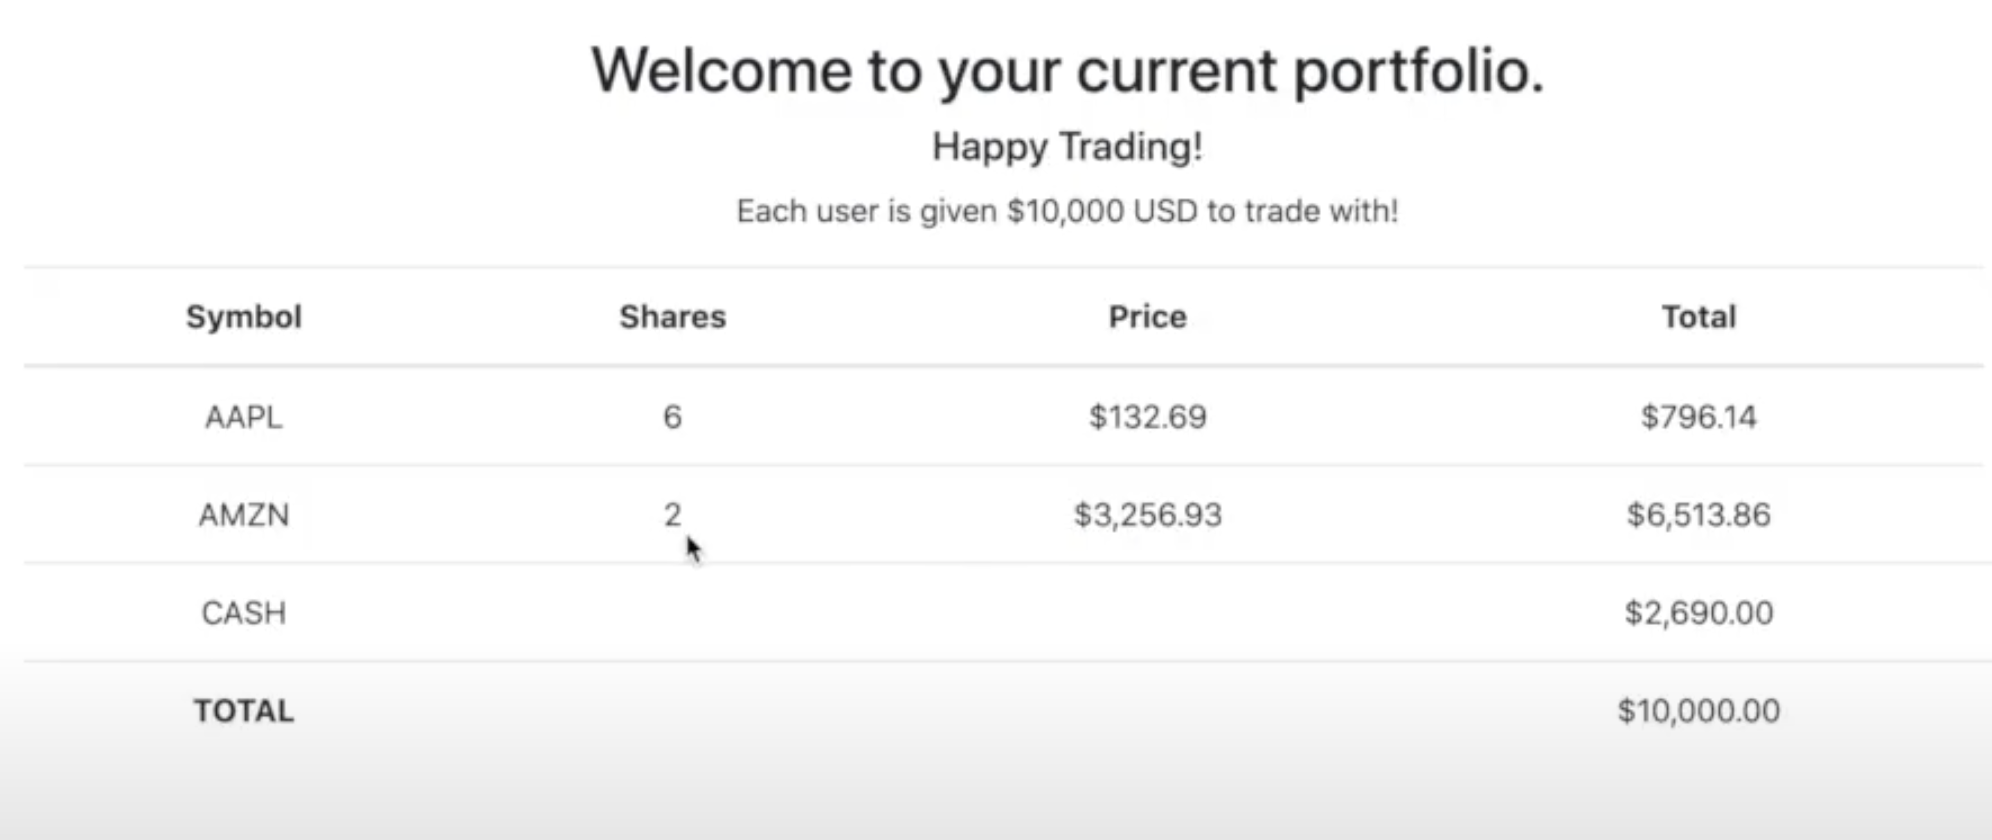 Welcome to your current portfolio.
Happy Trading!
Each user is given $10,000 USD to trade with!
Symbol Shares Price Total
AAPL 6 $132.69 $796.14
AMZN 2 $3,256.93 $6,513.86
CASH $2,690.00
TOTAL $10,000.00